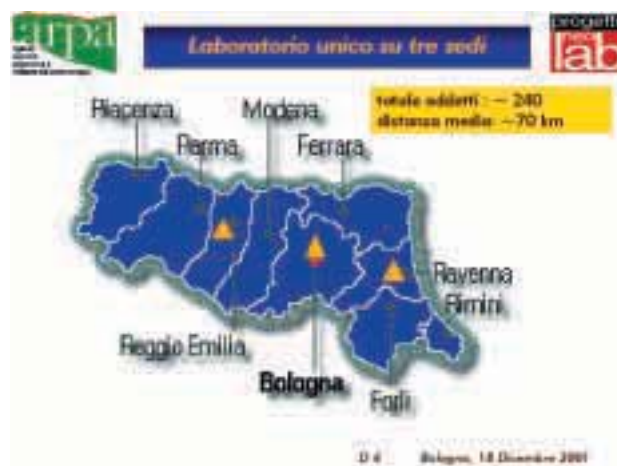 arpa
Laboratorio unico su tre sedi
progetto
lab
totale addetti : ~ 240
distanza media: ~70 km
Piacenza,
Modena,
Parma,
Ferrara,
Ravenna
Rimini,
Reggio Emilia,
Bologna,
Forlì,
D 6
Bologna, 18 Dicembre 2001